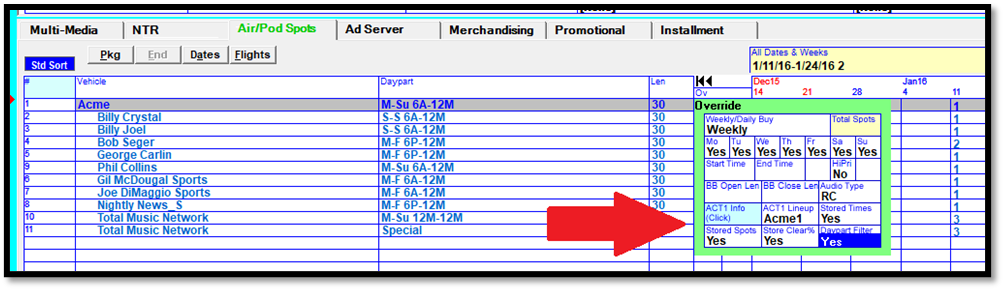 Multi-Media NTR Air/Pod Spots Ad Server Merchandising Promotional Installment
Pkg End Dates Flights
Std Sort
All Dates & Weeks
1/11/16-1/24/16 2
# Vehicle Daypart Len Dec15 Jan16
Ov 14 21 28 4 11
1 Acme M-Su 6A-12M 30 1
2 Billy Crystal S-S 6A-12M 30 1
3 Billy Joel S-S 6A-12M 30 1
4 Bob Seger M-F 6P-12M 30 2
5 George Carlin M-F 6P-12M 30 1
9 Phil Collins M-Su 6A-12M 30 1
6 Gil McDougal Sports M-F 6A-12M 30 1
7 Joe DiMaggio Sports M-F 6A-12M 30 1
8 Nightly News_S M-F 6P-12M 30 1
10 Total Music Network M-Su 12M-12M 3
11 Total Music Network Special 3
Override
Weekly/Daily Buy Total Spots
Weekly
Mo Tu We Th Fr Sa Su
Yes Yes Yes Yes Yes Yes Yes
Start Time End Time HiPri
No
BB Open Len BB Close Len Audio Type
RC
ACT1 Info ACT1 Lineup Stored Times
(Click) Acme1 Yes
Stored Spots Store Clear% Daypart Filter
Yes Yes Yes